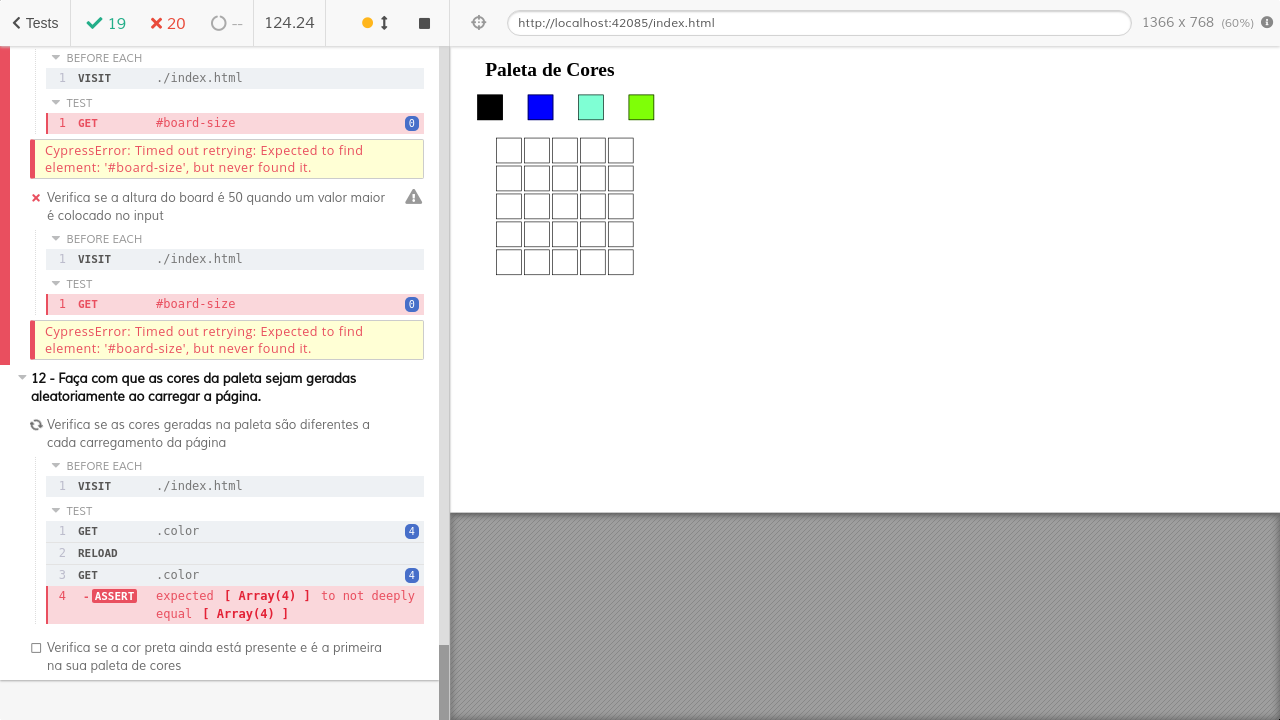 Tests 19 20 -- 124.24 http://localhost:42085/index.html 1366 x 768 (60%)
BEFORE EACH
1 VISIT ./index.html
TEST
1 GET #board-size 0
CypressError: Timed out retrying: Expected to find
element: '#board-size', but never found it.
Verifica se a altura do board é 50 quando um valor maior
é colocado no input
BEFORE EACH
1 VISIT ./index.html
TEST
1 GET #board-size 0
CypressError: Timed out retrying: Expected to find
element: '#board-size', but never found it.
12 - Faça com que as cores da paleta sejam geradas
aleatoriamente ao carregar a página.
Verifica se as cores geradas na paleta são diferentes a
cada carregamento da página
BEFORE EACH
1 VISIT ./index.html
TEST
1 GET .color 4
2 RELOAD
3 GET .color 4
4 -ASSERT expected [ Array(4) ] to not deeply
equal [ Array(4) ]
Verifica se a cor preta ainda está presente e é a primeira
na sua paleta de cores
Paleta de Cores